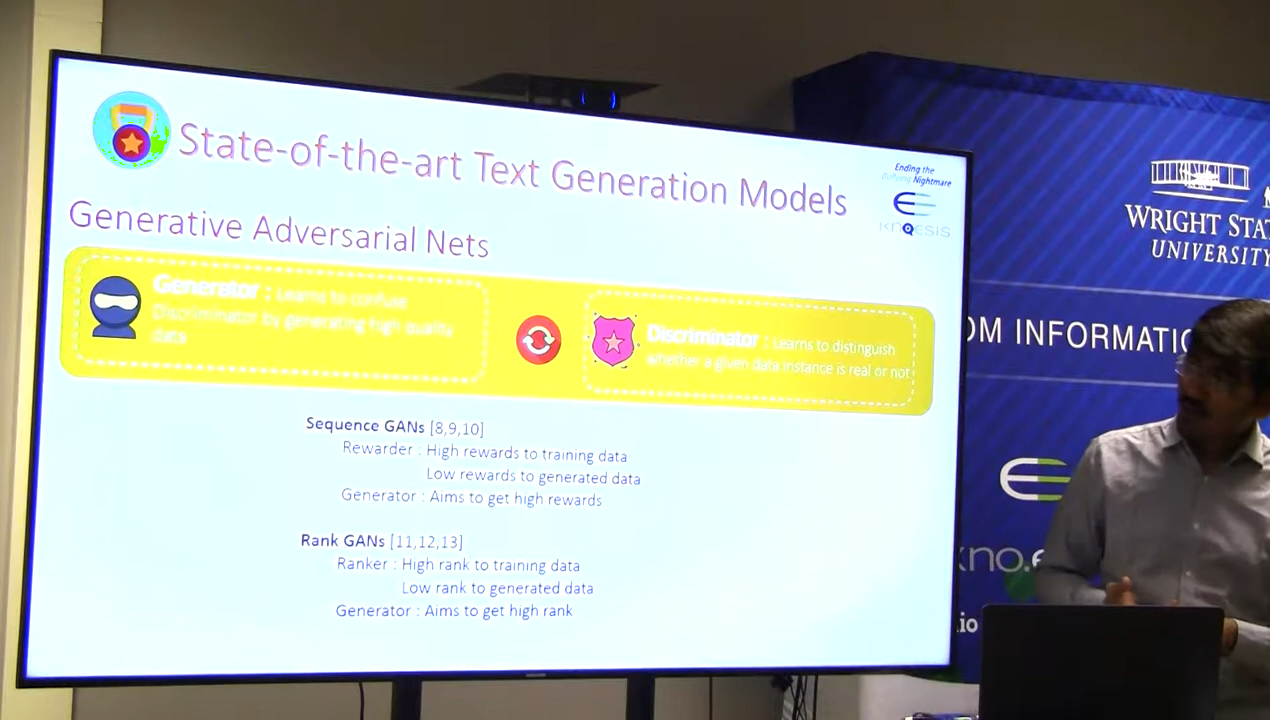 State-of-the-art Text Generation Models
Ending the
Bullying Nightmare
KNOESIS
Generative Adversarial Nets
Generator : Learns to confuse
Discriminator by generating high quality
data
Discriminator : Learns to distinguish
whether a given data instance is real or not
Sequence GANs [8,9,10]
Rewarder : High rewards to training data
Low rewards to generated data
Generator : Aims to get high rewards
Rank GANs [11,12,13]
Ranker : High rank to training data
Low rank to generated data
Generator : Aims to get high rank
WRIGHT STA
UNIVERSITY
OM INFORMATIO
kno.e
io